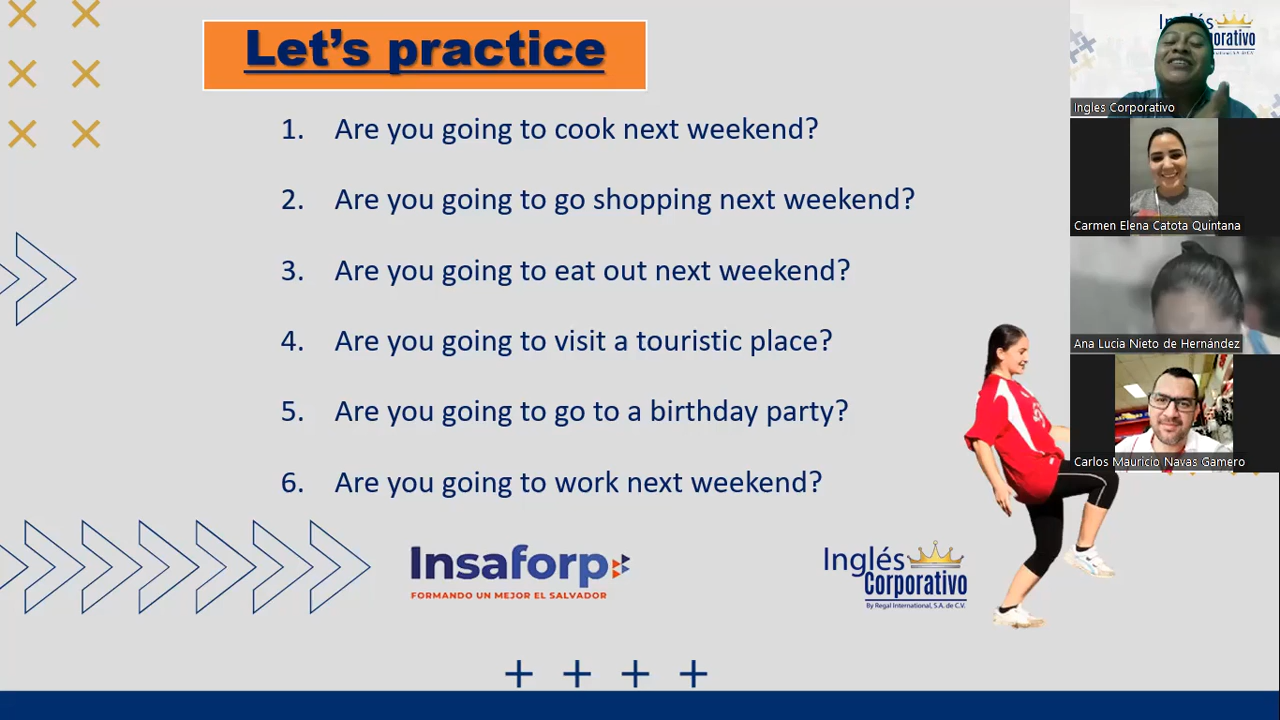 Let's practice
1. Are you going to cook next weekend?
2. Are you going to go shopping next weekend?
3. Are you going to eat out next weekend?
4. Are you going to visit a touristic place?
5. Are you going to go to a birthday party?
6. Are you going to work next weekend?
Insaforp
FORMANDO UN MEJOR EL SALVADOR
Inglés
Corporativo
By Regal International, S.A. de C.V.
Ingles Corporativo
Carmen Elena Catota Quintana
Ana Lucia Nieto de Hernández
Carlos Mauricio Navas Gamero